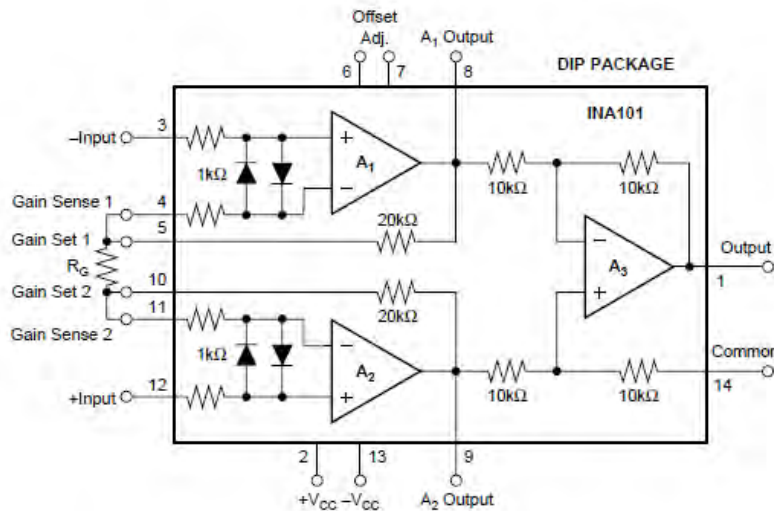 Offset
Adj.
A1 Output
6
7
8
DIP PACKAGE
INA101
–Input
3
1kΩ
+
A1
–
10kΩ
10kΩ
Gain Sense 1
4
Gain Set 1
5
20kΩ
RG
–
A3
+
Output
1
Gain Set 2
10
20kΩ
Gain Sense 2
11
1kΩ
–
A2
+
Common
14
10kΩ
10kΩ
+Input
12
2
13
9
+VCC
–VCC
A2 Output